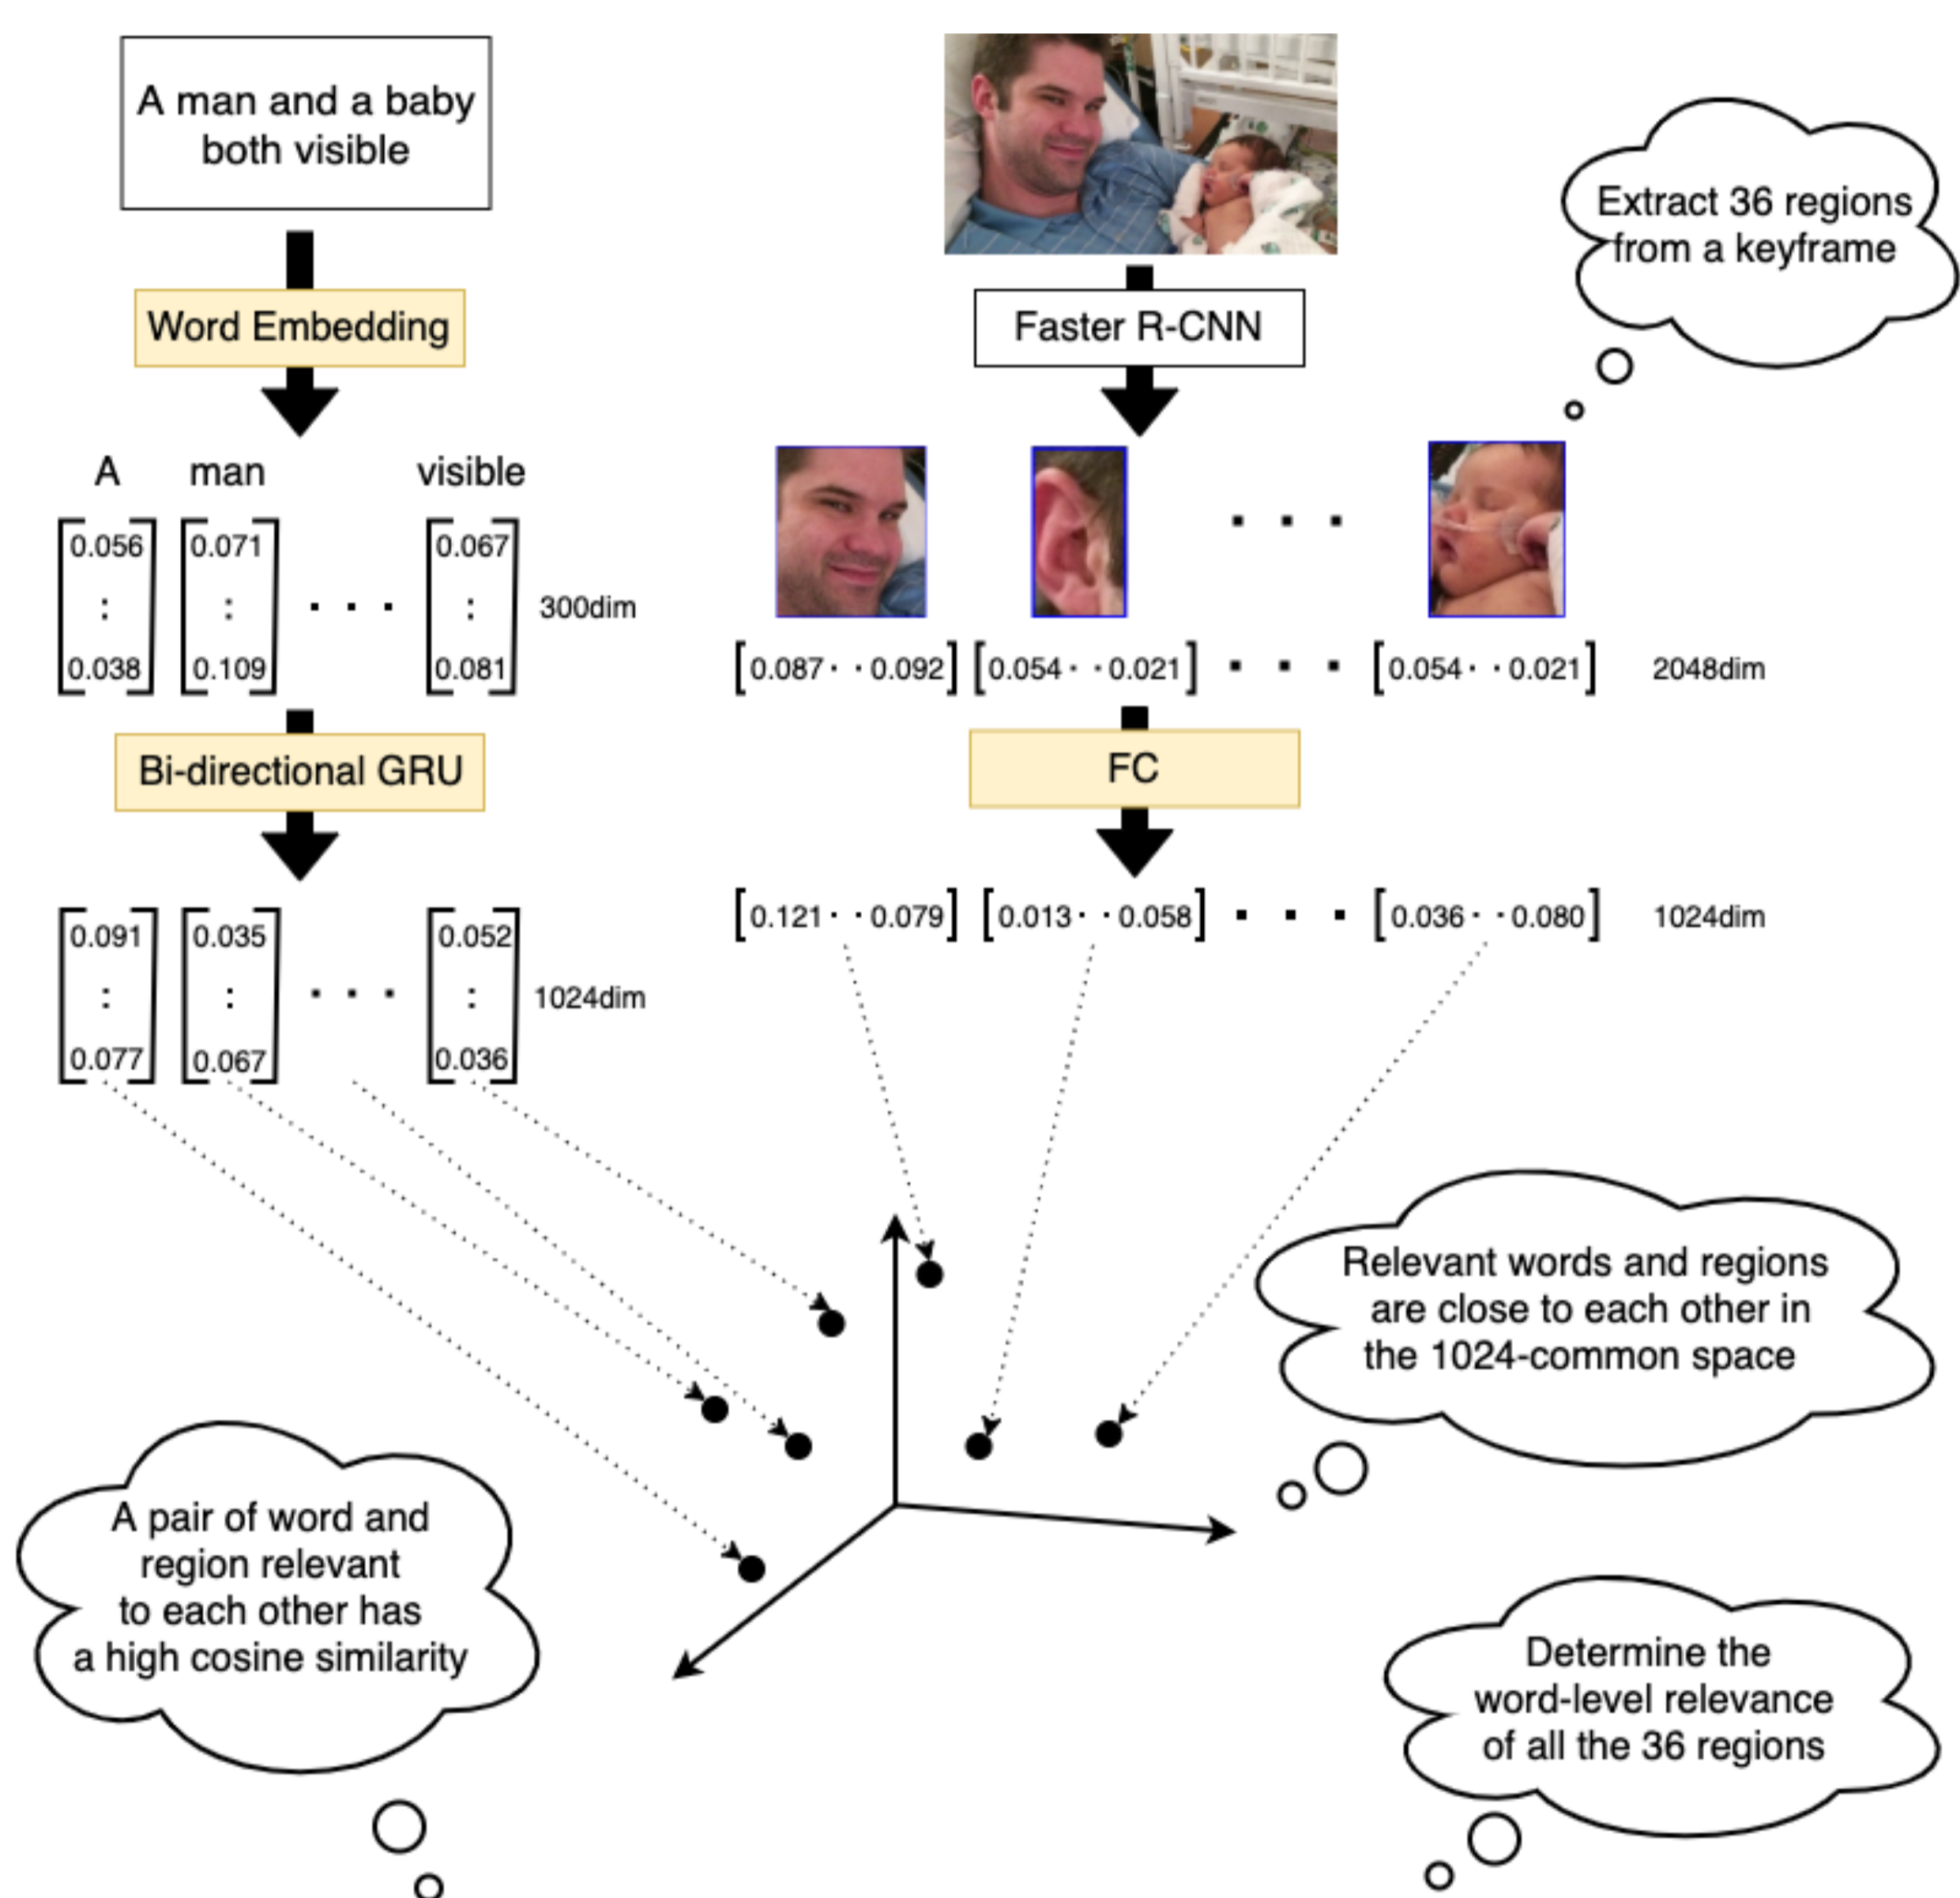 A man and a baby
both visible
Word Embedding
A man visible
0.056 0.071 0.067
: : . . . :
0.038 0.109 0.081
300dim
Bi-directional GRU
0.091 0.035 0.052
: : . . . :
0.077 0.067 0.036
1024dim
Faster R-CNN
Extract 36 regions
from a keyframe
. . .
[0.087 · · 0.092] [0.054 · · 0.021] . . . [0.054 · · 0.021] 2048dim
FC
[0.121 · · 0.079] [0.013 · · 0.058] . . . [0.036 · · 0.080] 1024dim
Relevant words and regions
are close to each other in
the 1024-common space
A pair of word and
region relevant
to each other has
a high cosine similarity
Determine the
word-level relevance
of all the 36 regions